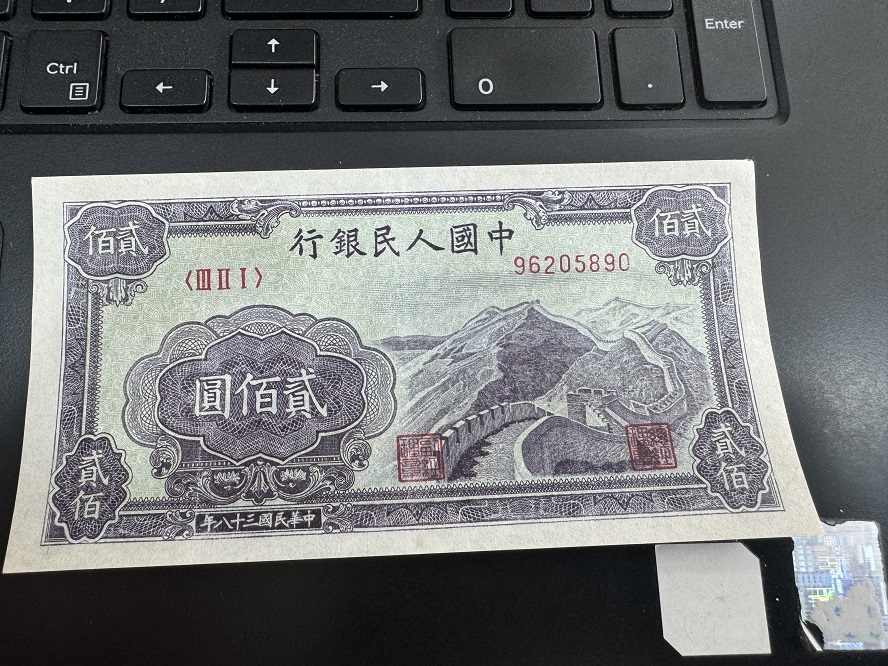 Enter
Ctrl
0
.
貳佰
貳佰
中國人民銀行
96205890
〈III II I〉
貳佰圓
貳佰
貳佰
中華民國三十八年